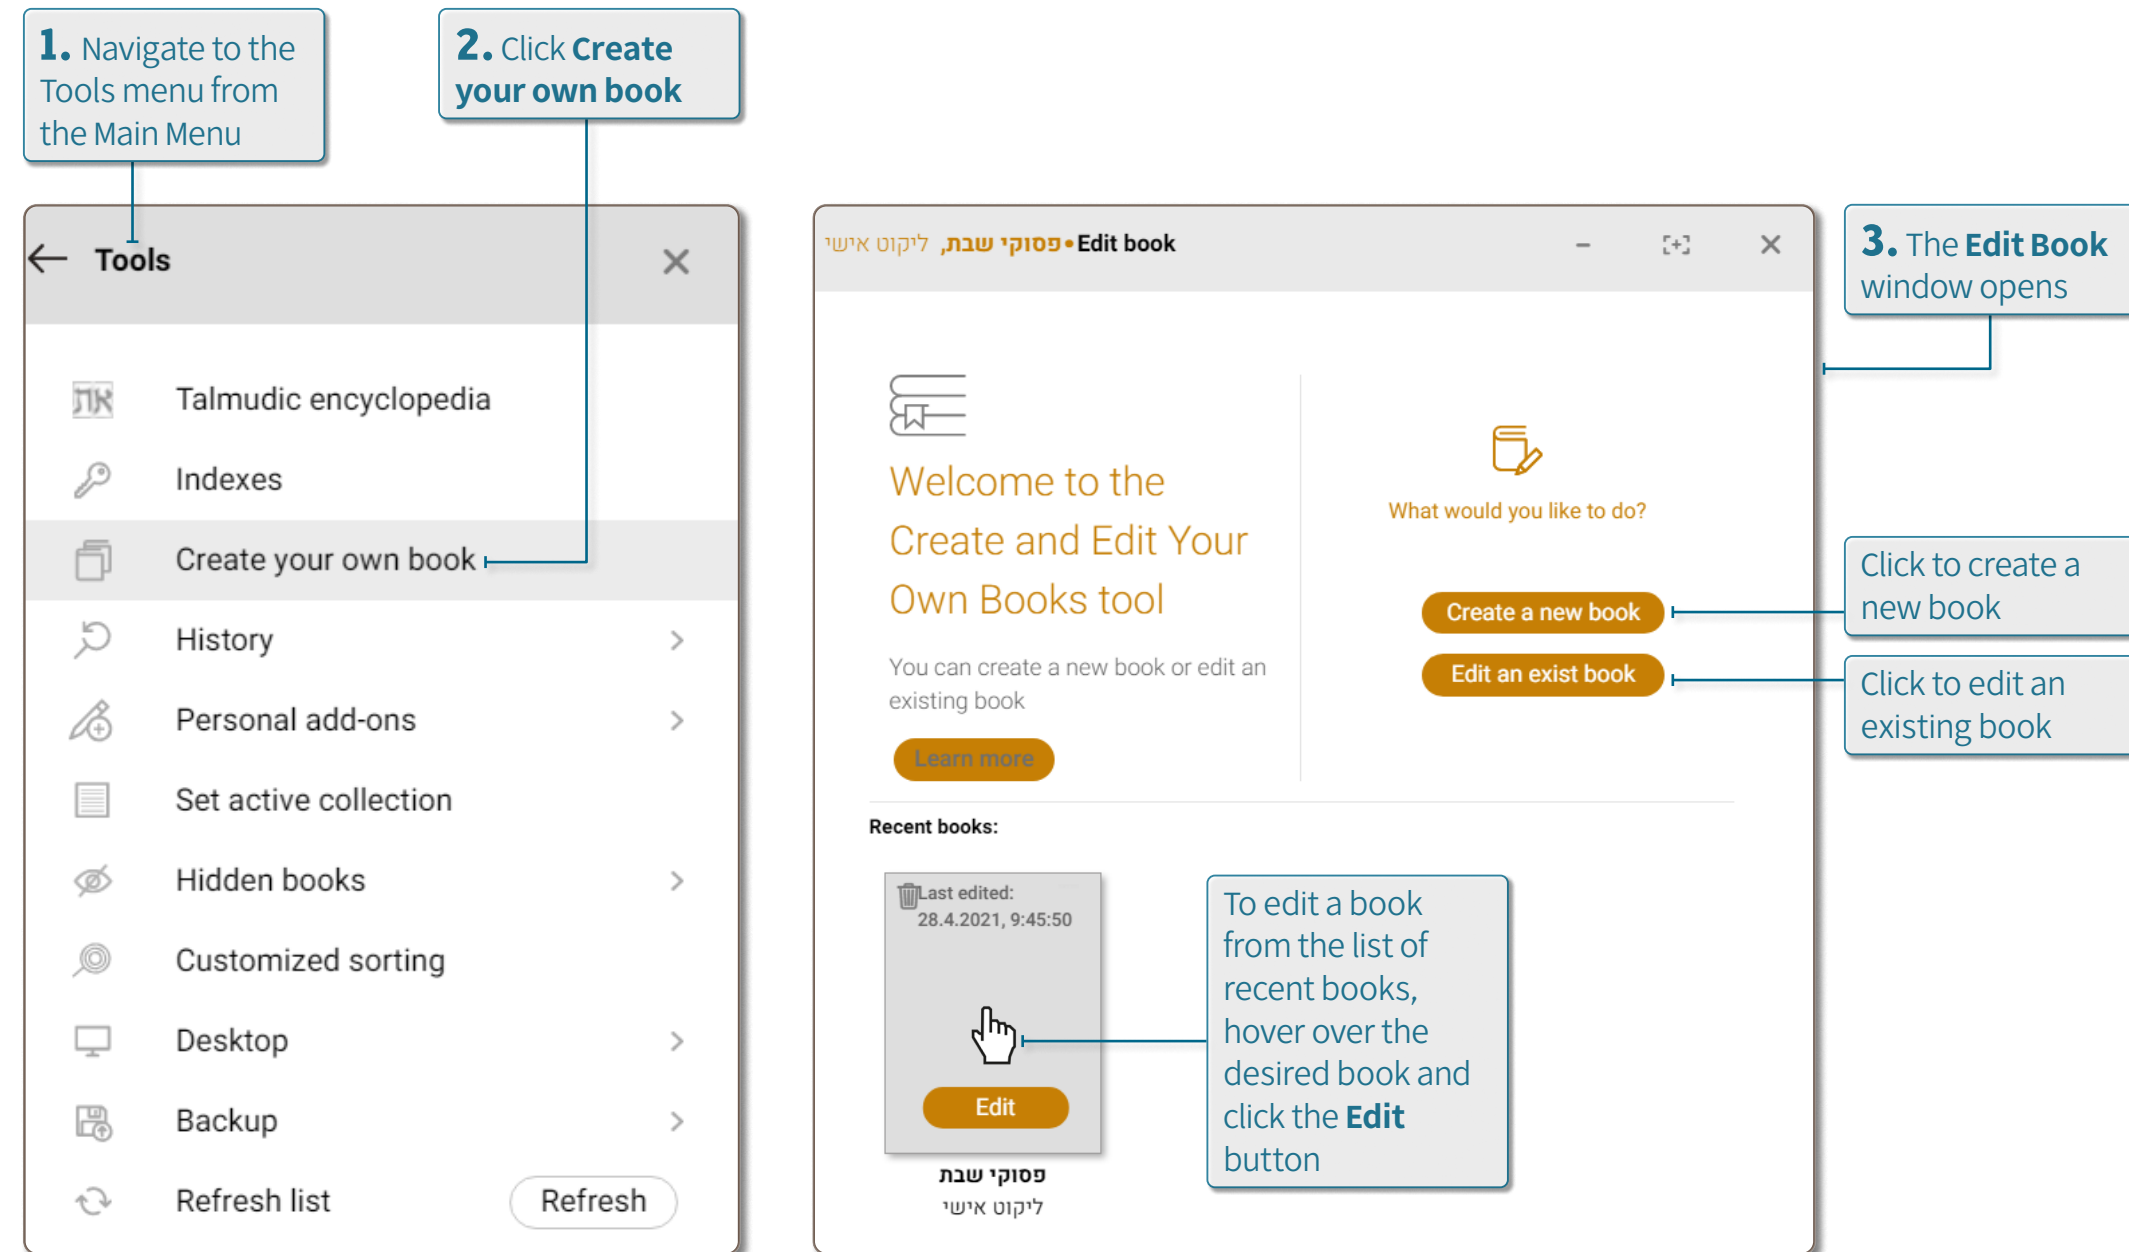 1. Navigate to the
Tools menu from
the Main Menu
2. Click Create
your own book
Tools
Talmudic encyclopedia
Indexes
Create your own book
History
Personal add-ons
Set active collection
Hidden books
Customized sorting
Desktop
Backup
Refresh list
Refresh
Edit book • פסוקי שבת, ליקוט אישי
3. The Edit Book
window opens
Welcome to the
Create and Edit Your
Own Books tool
You can create a new book or edit an
existing book
Learn more
What would you like to do?
Create a new book
Edit an exist book
Click to create a
new book
Click to edit an
existing book
Recent books:
Last edited:
28.4.2021, 9:45:50
Edit
פסוקי שבת
ליקוט אישי
To edit a book
from the list of
recent books,
hover over the
desired book and
click the Edit
button
את